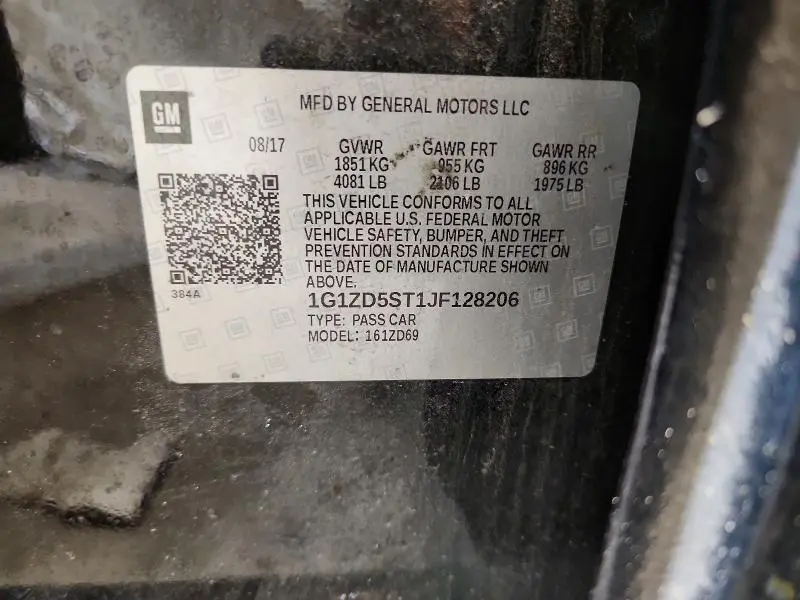 GM
MFD BY GENERAL MOTORS LLC
08/17 GVWR GAWR FRT GAWR RR
1851 KG 955 KG 896 KG
4081 LB 2106 LB 1975 LB
THIS VEHICLE CONFORMS TO ALL
APPLICABLE U.S. FEDERAL MOTOR
VEHICLE SAFETY, BUMPER, AND THEFT
PREVENTION STANDARDS IN EFFECT ON
THE DATE OF MANUFACTURE SHOWN
ABOVE.
384A
1G1ZD5ST1JF128206
TYPE: PASS CAR
MODEL: 161ZD69